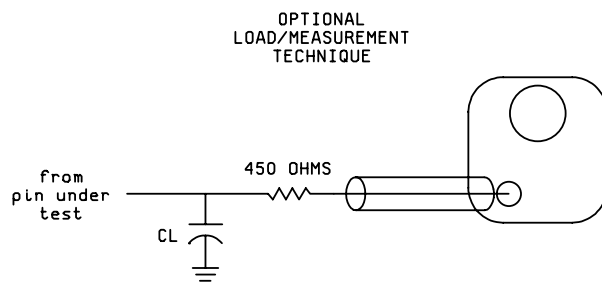 OPTIONAL
LOAD/MEASUREMENT
TECHNIQUE
450 OHMS
from
pin under
test
CL